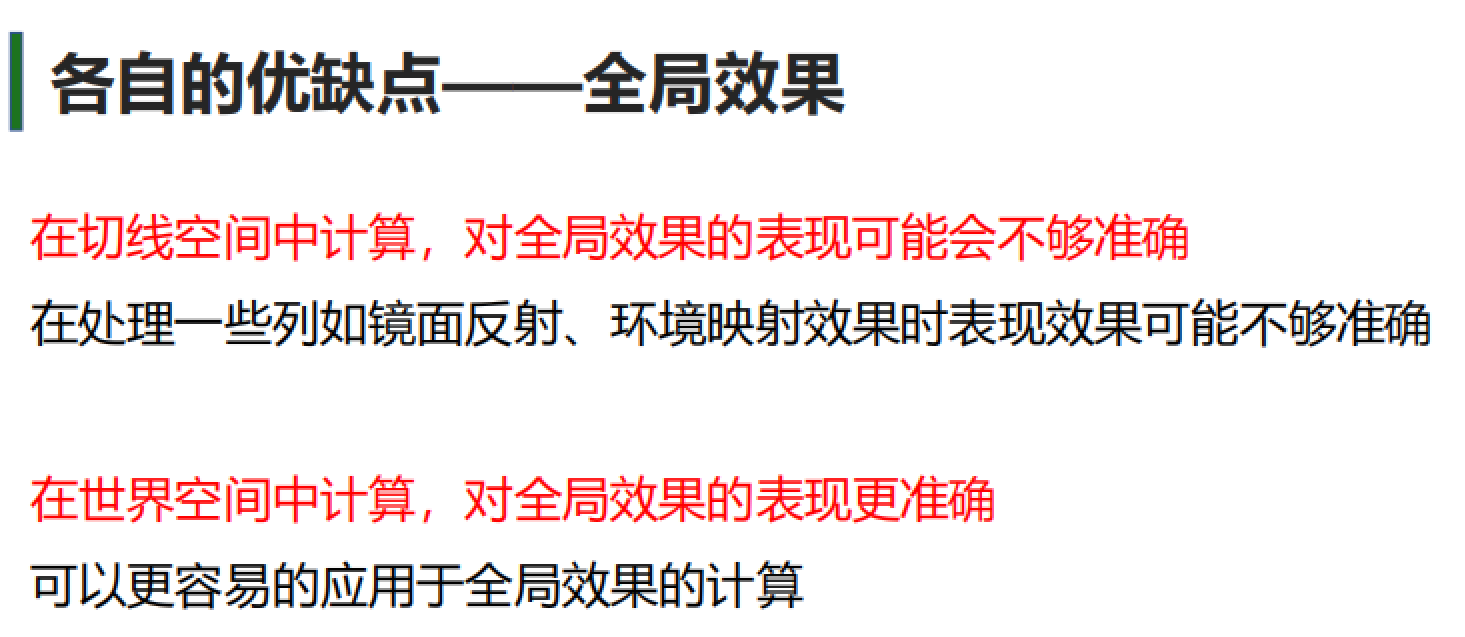 各自的优缺点——全局效果
在切线空间中计算，对全局效果的表现可能会不够准确
在处理一些列如镜面反射、环境映射效果时表现效果可能不够准确
在世界空间中计算，对全局效果的表现更准确
可以更容易的应用于全局效果的计算